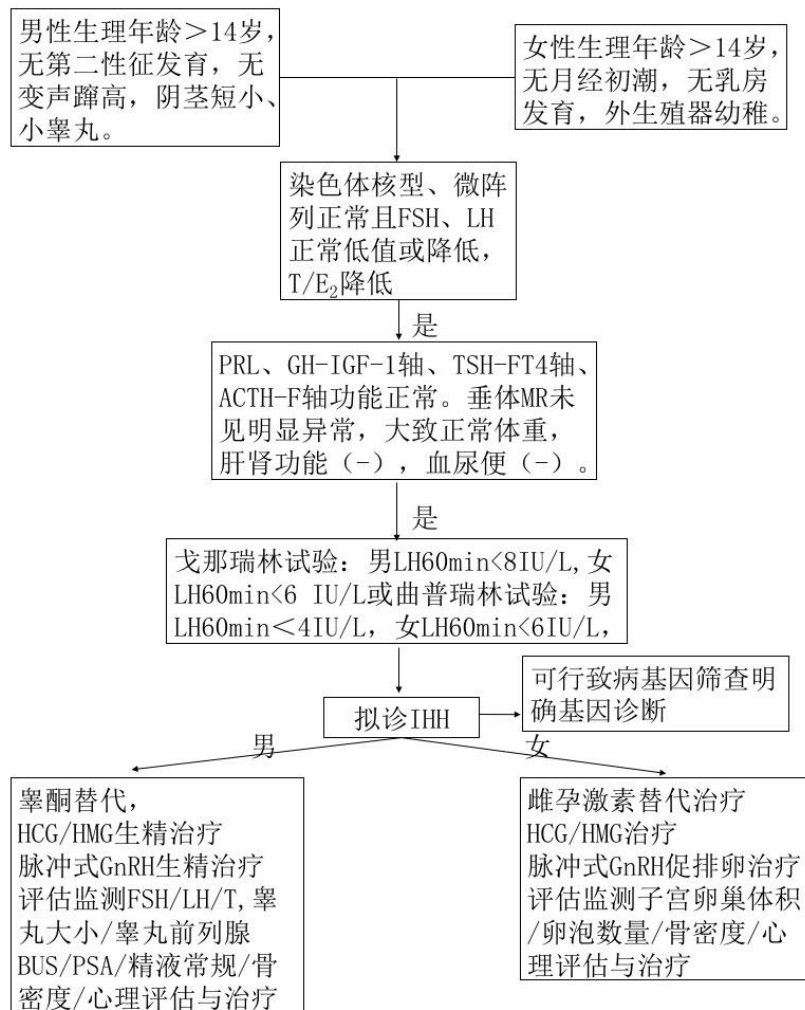 男性生理年龄＞14岁，
无第二性征发育，无
变声蹿高，阴茎短小、
小睾丸。
女性生理年龄＞14岁，
无月经初潮，无乳房
发育，外生殖器幼稚。
染色体核型、微阵
列正常且FSH、LH
正常低值或降低，
T/E₂降低
是
PRL、GH-IGF-1轴、TSH-FT4轴、
ACTH-F轴功能正常。垂体MR未
见明显异常，大致正常体重，
肝肾功能（-），血尿便（-）。
是
戈那瑞林试验：男LH60min<8IU/L,女
LH60min<6 IU/L或曲普瑞林试验：男
LH60min＜4IU/L，女LH60min<6IU/L，
拟诊IHH
可行致病基因筛查明
确基因诊断
男
女
睾酮替代，
HCG/HMG生精治疗
脉冲式GnRH生精治疗
评估监测FSH/LH/T,睾
丸大小/睾丸前列腺
BUS/PSA/精液常规/骨
密度/心理评估与治疗
雌孕激素替代治疗
HCG/HMG治疗
脉冲式GnRH促排卵治疗
评估监测子宫卵巢体积
/卵泡数量/骨密度/心
理评估与治疗